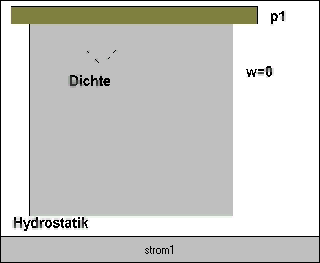 p1
Dichte
w=0
Hydrostatik
strom1